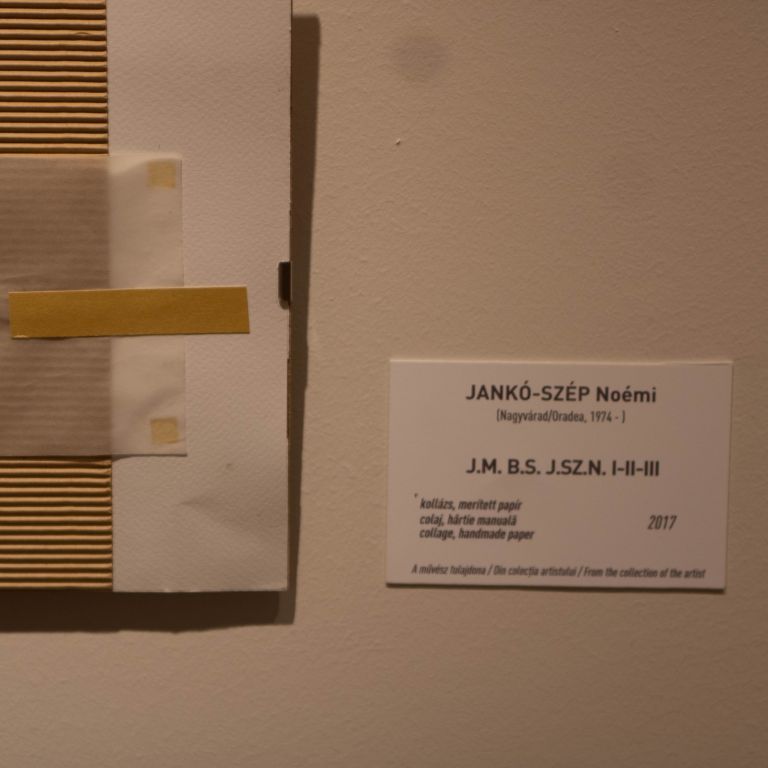 JANKÓ-SZÉP Noémi
(Nagyvárad/Oradea, 1974 - )
J.M. B.S. J.SZ.N. I-II-III
kollázs, merített papír
colaj, hârtie manualâ
collage, handmade paper
2017
A művész tulajdona / Din colecția artistului / From the collection of the artist